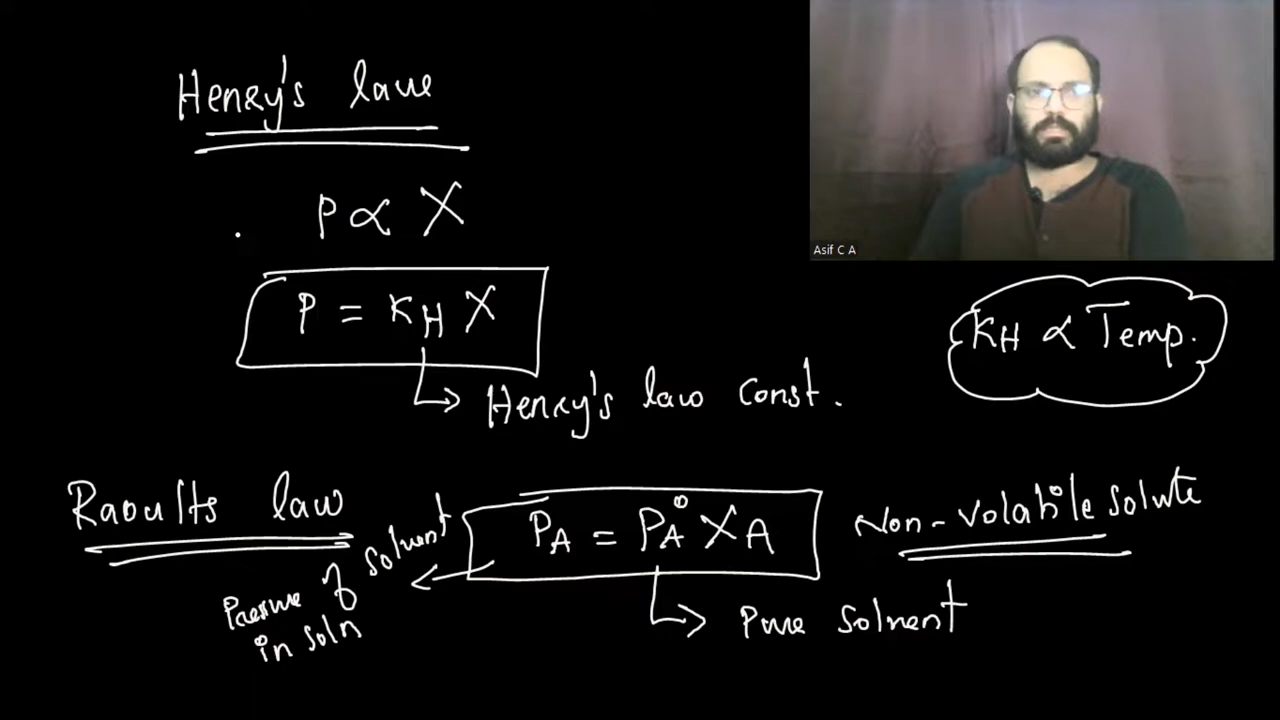 Henry's law
P ∝ X
P = KH X
Henry's law const.
KH ∝ Temp.
Asif C A
Raoults law
PA = PA° XA
Non-volatile solute
Pressure of solvent
in soln
Pure solvent